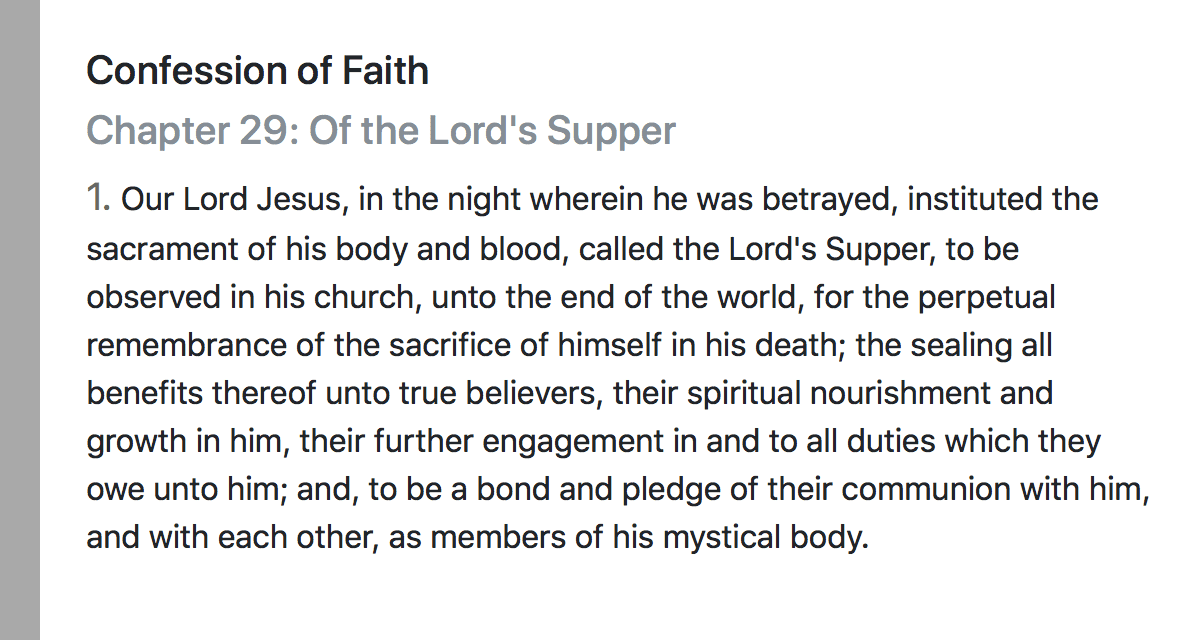 Confession of Faith
Chapter 29: Of the Lord's Supper
1. Our Lord Jesus, in the night wherein he was betrayed, instituted the
sacrament of his body and blood, called the Lord's Supper, to be
observed in his church, unto the end of the world, for the perpetual
remembrance of the sacrifice of himself in his death; the sealing all
benefits thereof unto true believers, their spiritual nourishment and
growth in him, their further engagement in and to all duties which they
owe unto him; and, to be a bond and pledge of their communion with him,
and with each other, as members of his mystical body.